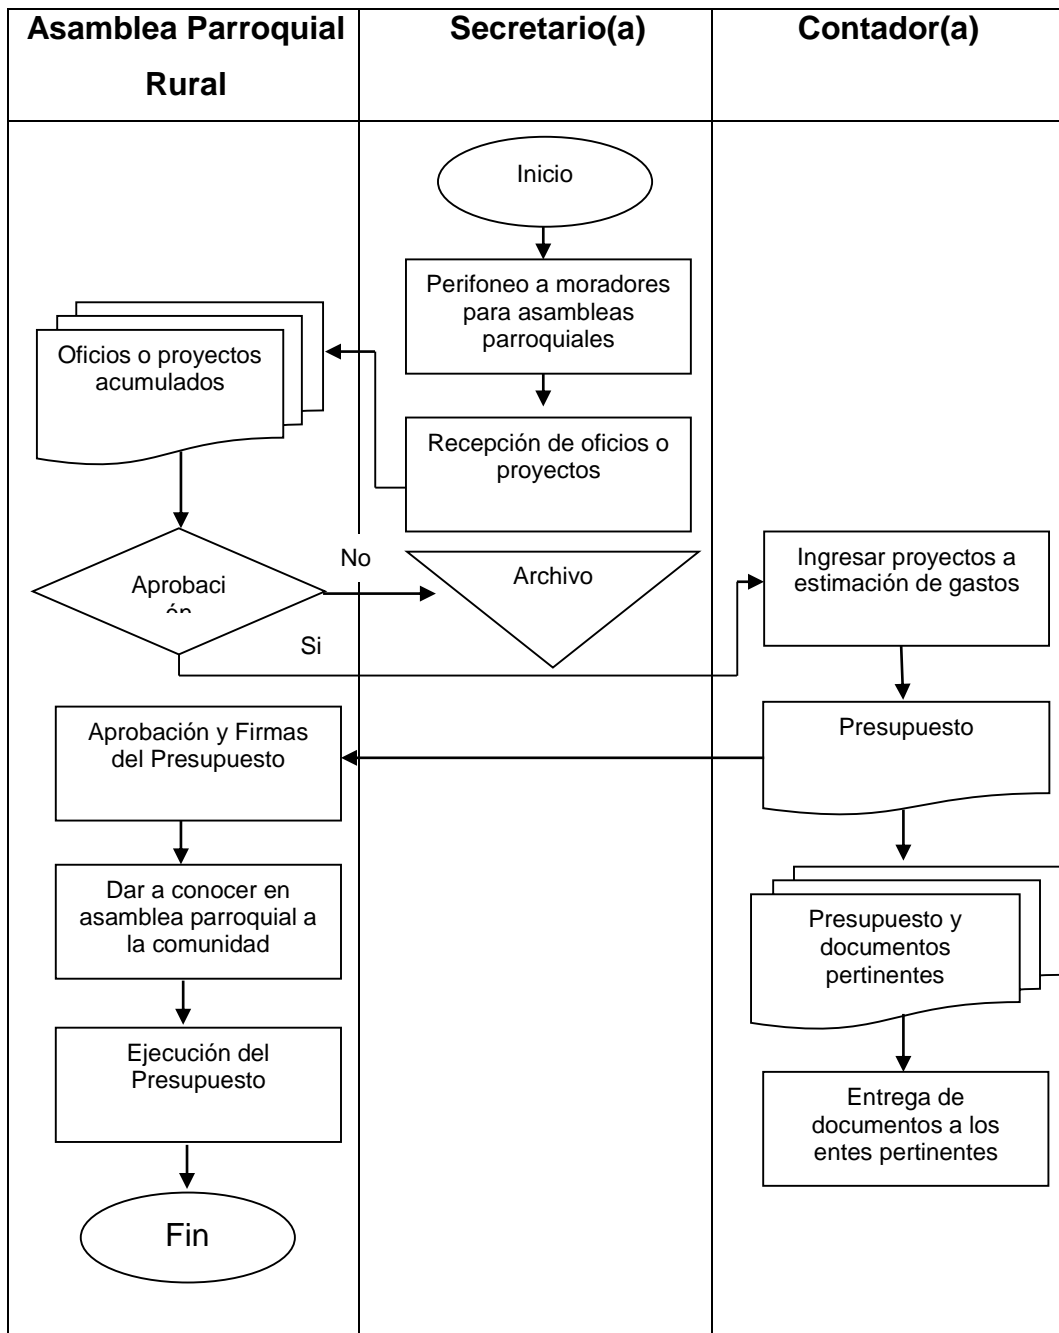 Asamblea Parroquial
Rural
Secretario(a)
Contador(a)
Inicio
Perifoneo a moradores
para asambleas
parroquiales
Oficios o proyectos
acumulados
Recepción de oficios o
proyectos
No
Aprobaci
ón
Archivo
Ingresar proyectos a
estimación de gastos
Si
Aprobación y Firmas
del Presupuesto
Presupuesto
Dar a conocer en
asamblea parroquial a
la comunidad
Presupuesto y
documentos
pertinentes
Ejecución del
Presupuesto
Entrega de
documentos a los
entes pertinentes
Fin